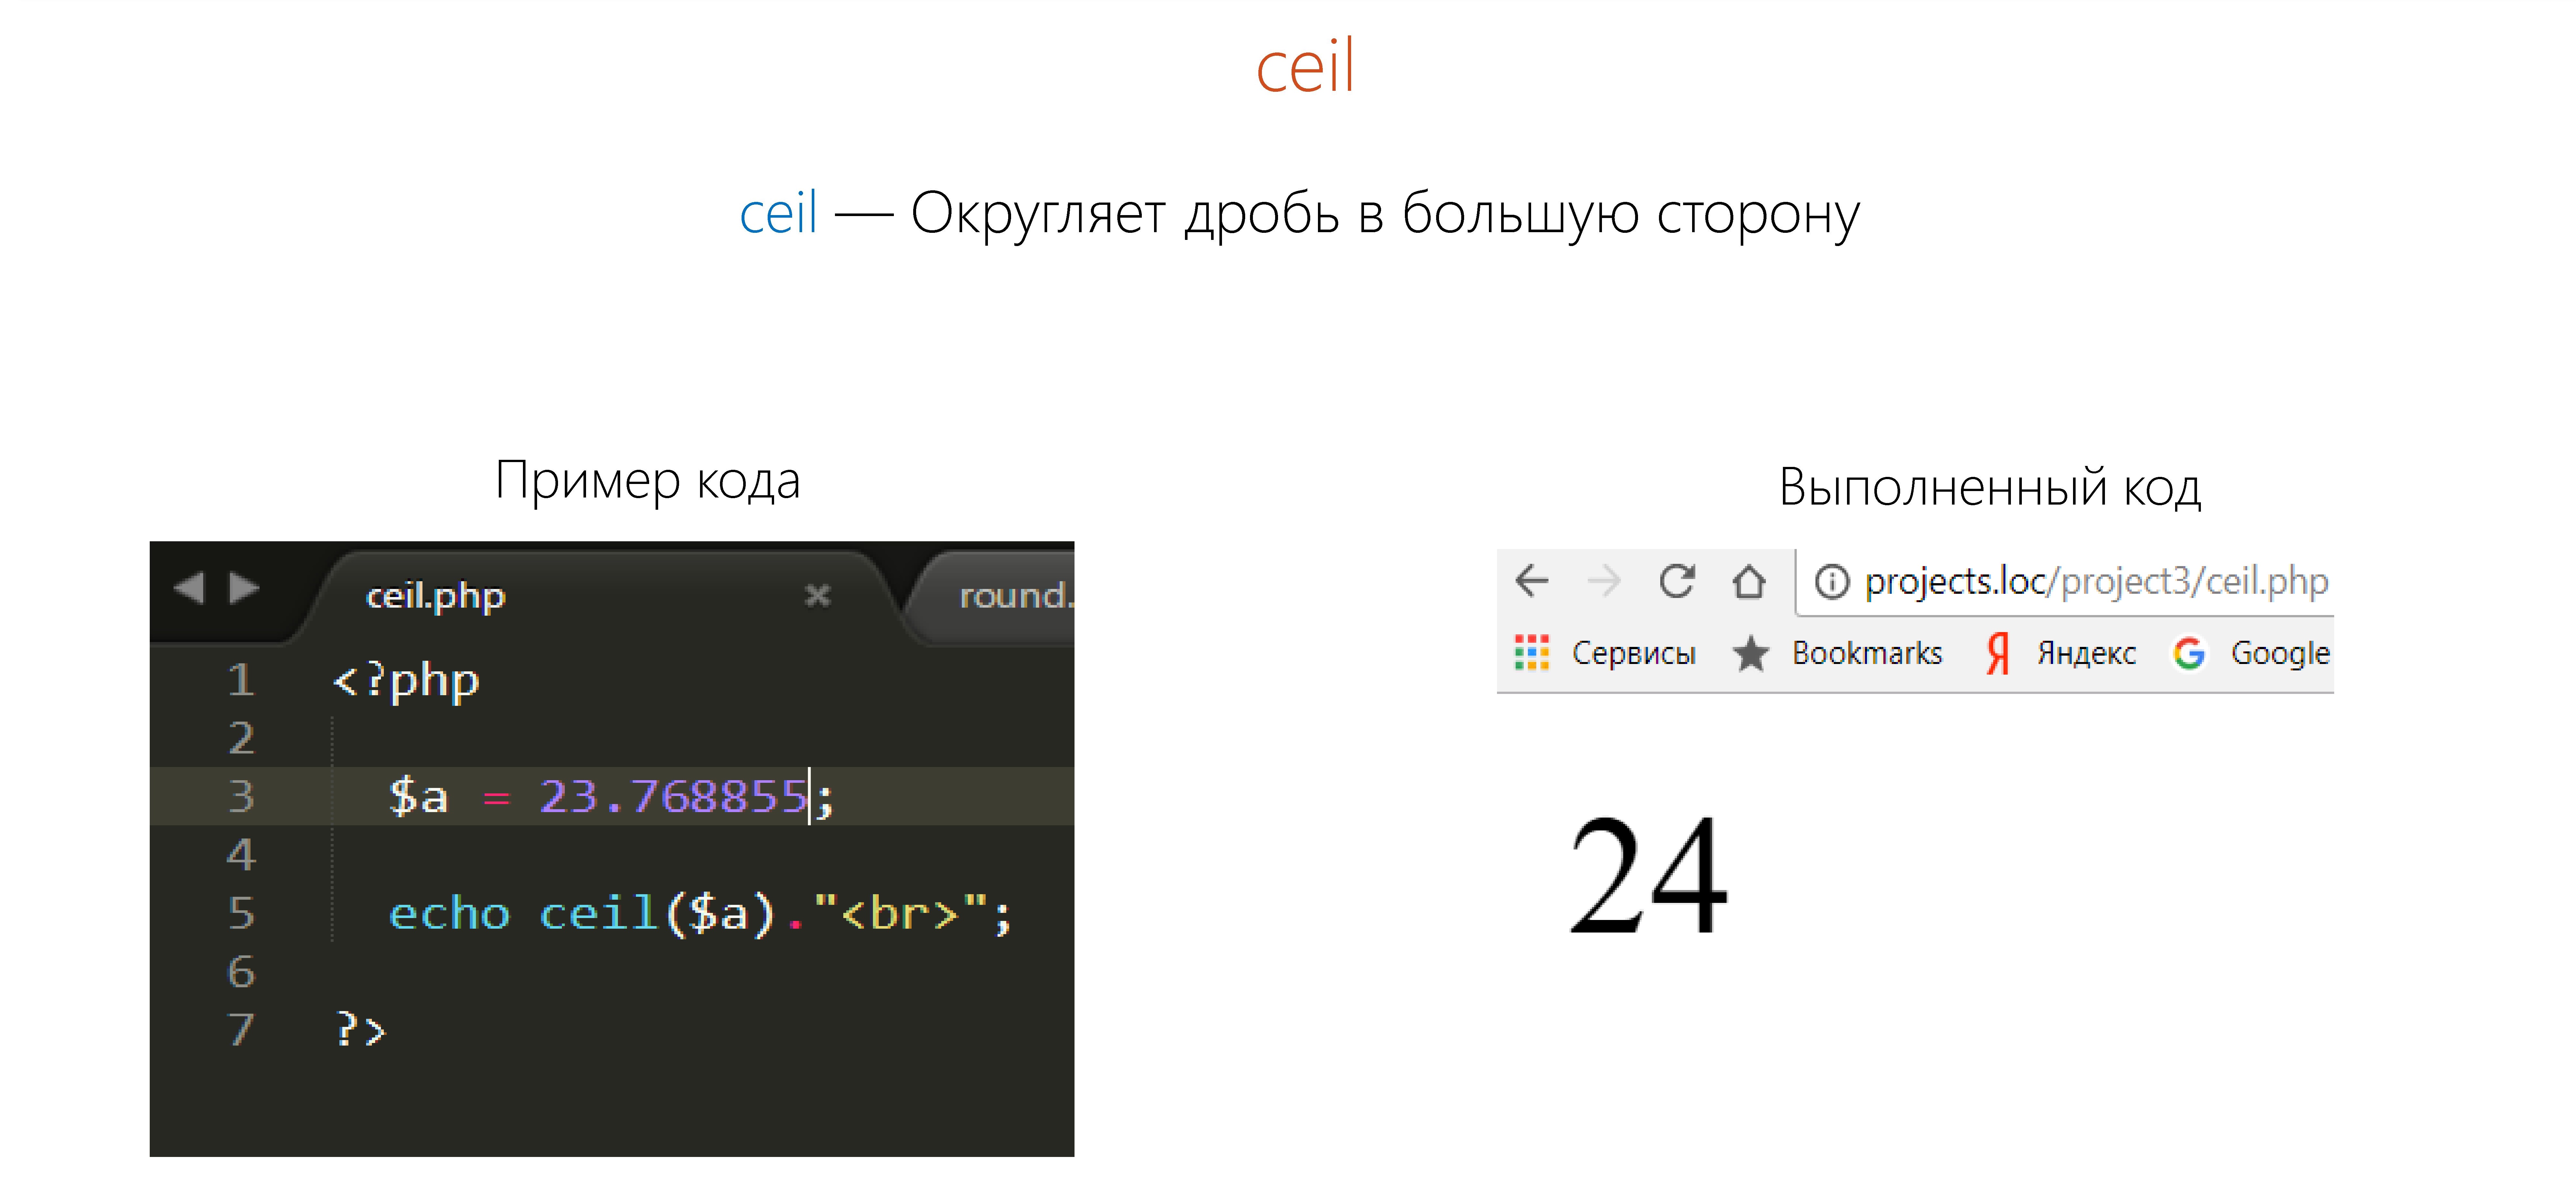 ceil
ceil — Округляет дробь в большую сторону
Пример кода
ceil.php × round.
1 <?php
2
3 $a = 23.768855;
4
5 echo ceil($a)."<br>";
6
7 ?>
Выполненный код
projects.loc/project3/ceil.php
Сервисы Bookmarks Яндекс Google
24